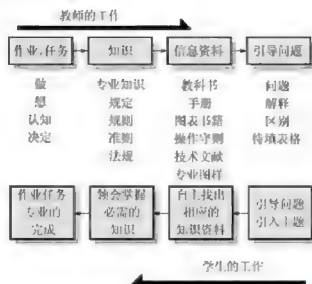 教师的工作
作业,任务 知识 信息资料 引导问题
做 专业知识 教科书 问题
想 规定 手册 解释
认知 规则 图表书籍 区别
决定 准则 操作守则 待填表格
法规 技术文献
专业图样
作业任务 领会掌握 自主找出 引导问题
专业的 必需的 相应的 引入主题
完成 知识 知识资料
学生的工作